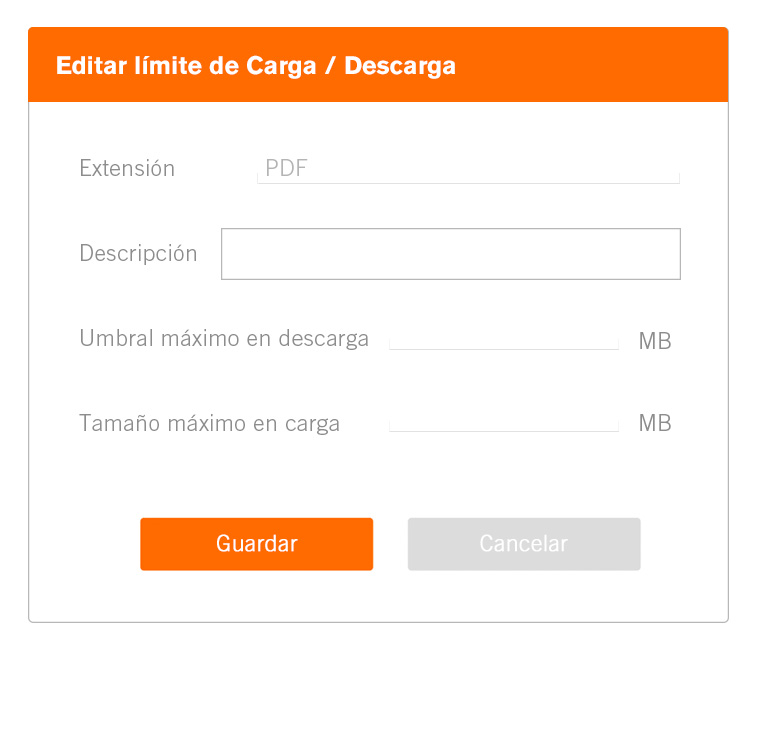 Editar límite de Carga / Descarga
Extensión PDF
Descripción
Umbral máximo en descarga MB
Tamaño máximo en carga MB
Guardar Cancelar